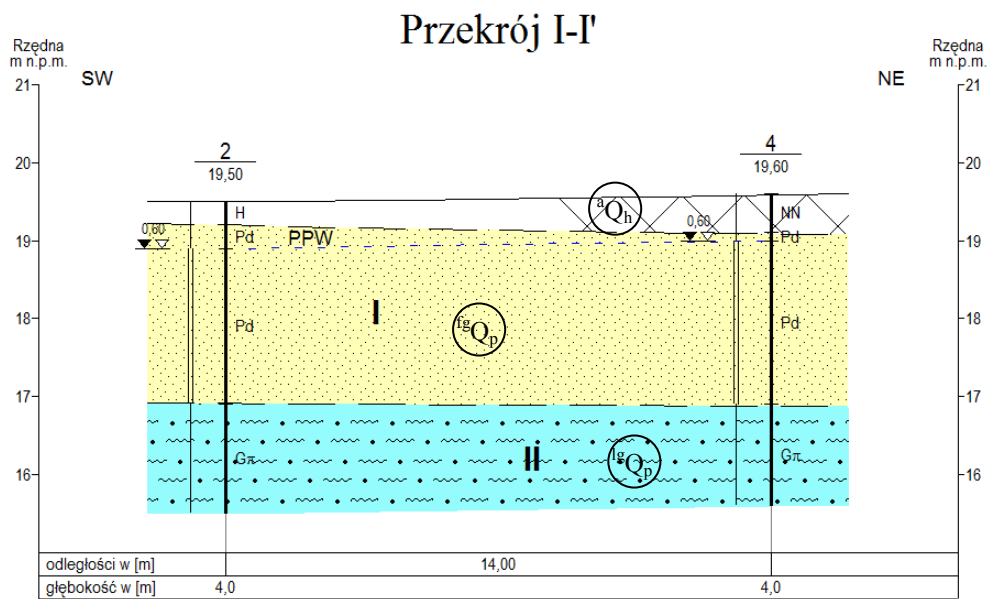 Przekrój I-I'
Rzędna
m n.p.m.
Rzędna
m n.p.m.
SW
NE
21
21
20
20
19
19
18
18
17
17
16
16
2
19,50
4
19,60
H
NN
aQh
0,60
Pd
PPW
0,60
Pd
I
Pd
fgQp
Pd
Gπ
II
lgQp
Gπ
odległości w [m]
14,00
głębokość w [m]
4,0
4,0